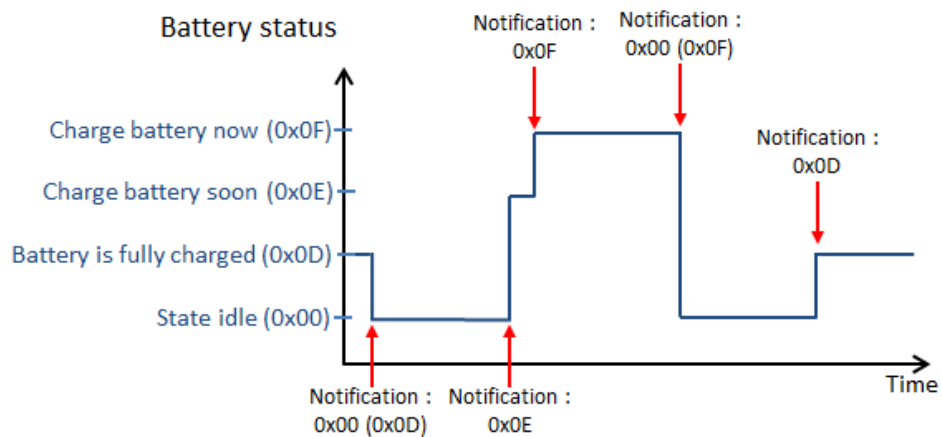 Battery status
Notification :
0x0F
Notification :
0x00 (0x0F)
Notification :
0x0D
Charge battery now (0x0F)
Charge battery soon (0x0E)
Battery is fully charged (0x0D)
State idle (0x00)
Time
Notification :
0x00 (0x0D)
Notification :
0x0E